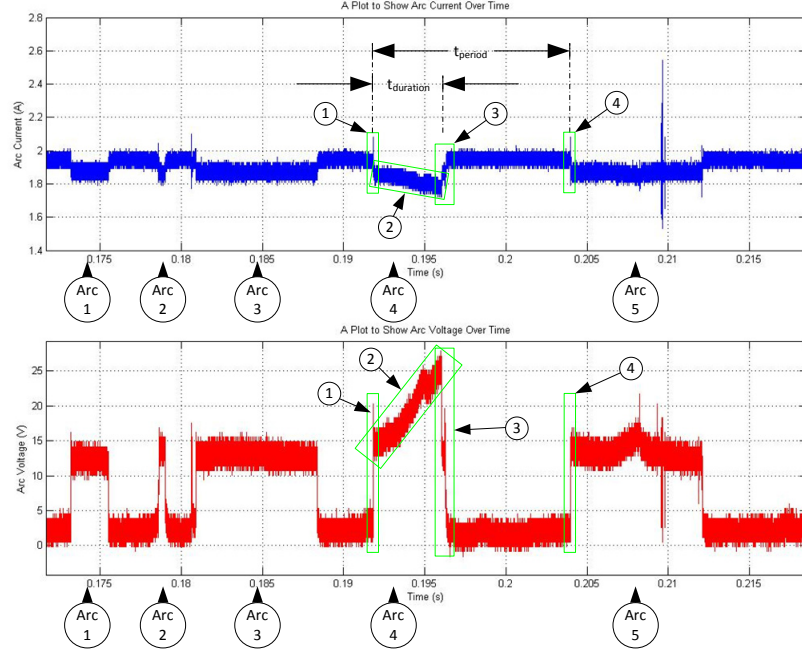 A Plot to Show Arc Current Over Time
2.8
2.6
2.4
2.2
2
1.8
1.6
1.4
Arc Current (A)
t_period
t_duration
1
3
4
2
0.175 0.18 0.185 0.19 0.195 0.2 0.205 0.21 0.215
Time (s)
Arc 1
Arc 2
Arc 3
Arc 4
Arc 5
A Plot to Show Arc Voltage Over Time
25
20
15
10
5
0
Arc Voltage (V)
2
1
4
3
0.175 0.18 0.185 0.19 0.195 0.2 0.205 0.21 0.215
Time (s)
Arc 1
Arc 2
Arc 3
Arc 4
Arc 5